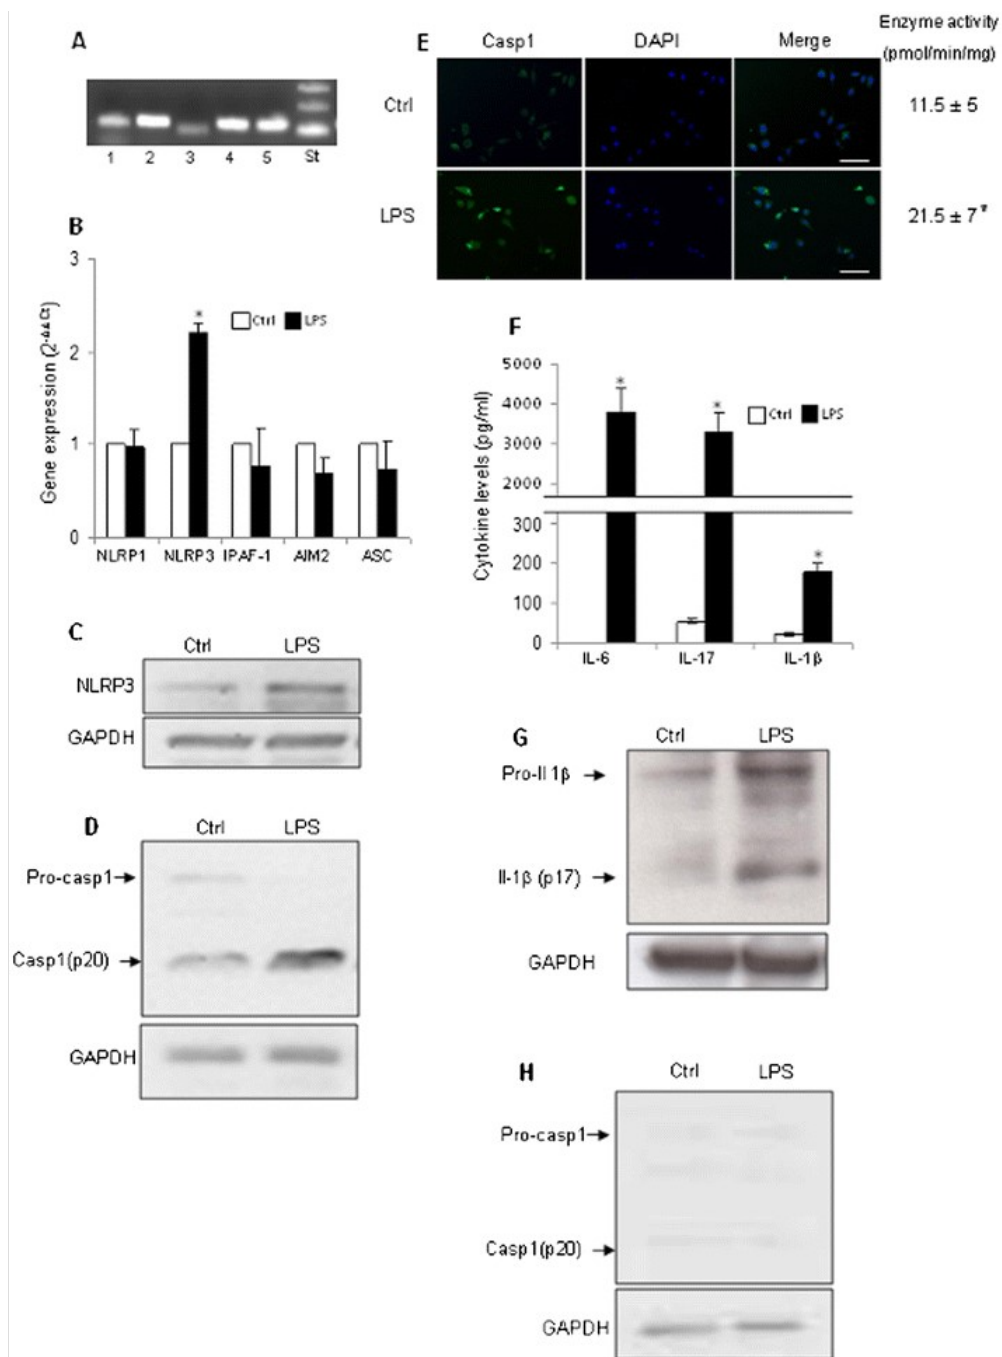 A
1 2 3 4 5 St
B
Gene expression (2-ΔΔCt)
3
2
1
0
Ctrl LPS
*
NLRP1 NLRP3 IPAF-1 AIM2 ASC
C
Ctrl LPS
NLRP3
GAPDH
D
Ctrl LPS
Pro-casp1
Casp1(p20)
GAPDH
E
Casp1 DAPI Merge
Enzyme activity
(pmol/min/mg)
Ctrl
11.5 ± 5
LPS
21.5 ± 7*
F
Cytokine levels (pg/ml)
5000
4000
3000
2000
300
200
100
0
Ctrl LPS
* * *
IL-6 IL-17 IL-1β
G
Ctrl LPS
Pro-Il1β
Il-1β (p17)
GAPDH
H
Ctrl LPS
Pro-casp1
Casp1(p20)
GAPDH